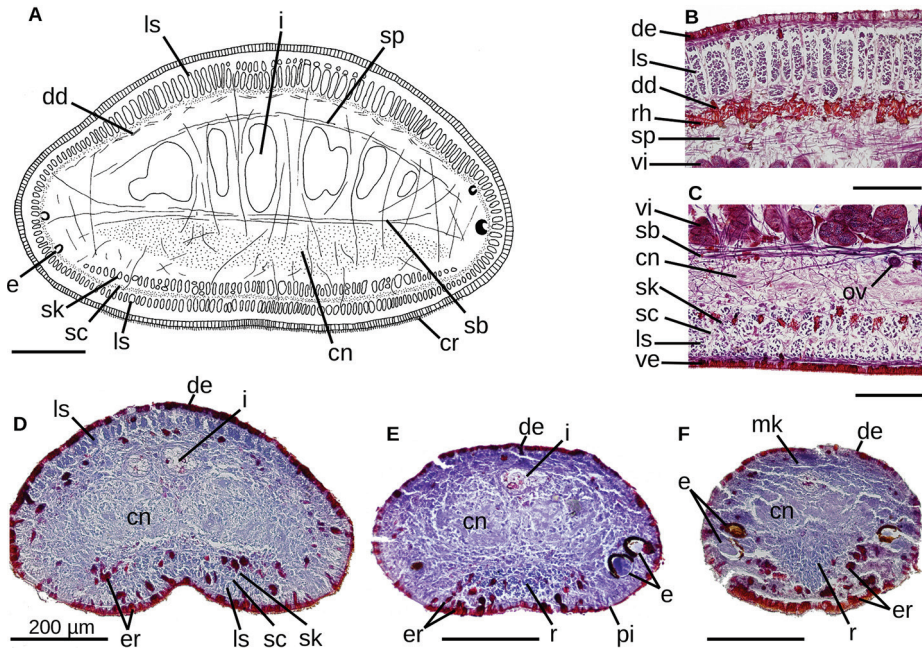 A
ls
i
sp
dd
e
sk
sc
ls
cn
sb
cr
B
de
ls
dd
rh
sp
vi
C
vi
sb
cn
sk
sc
ls
ve
ov
D
ls
de
i
cn
200 µm
er
ls
sc
sk
E
de
i
cn
e
er
r
pi
F
mk
de
e
cn
er
r